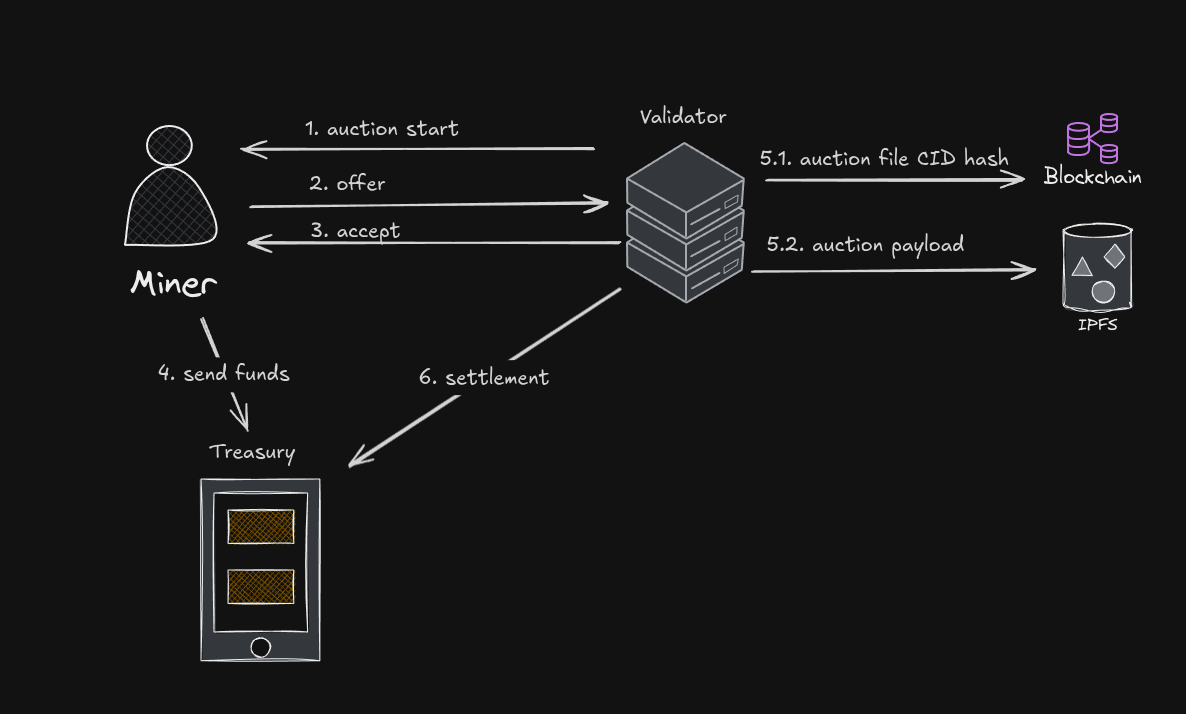 Validator
1. auction start
5.1. auction file CID hash
Blockchain
2. offer
3. accept
5.2. auction payload
Miner
IPFS
4. send funds
6. settlement
Treasury